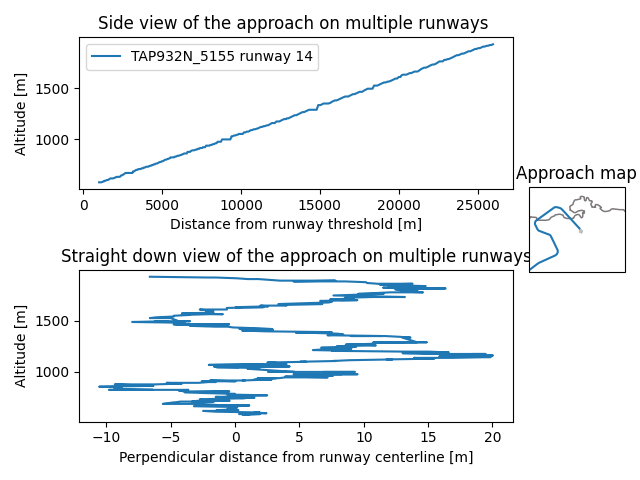 Side view of the approach on multiple runways
TAP932N_5155 runway 14
Altitude [m]
1500
1000
0
5000
10000
15000
20000
25000
Distance from runway threshold [m]
Approach map
Straight down view of the approach on multiple runways
Altitude [m]
1500
1000
−10
−5
0
5
10
15
20
Perpendicular distance from runway centerline [m]